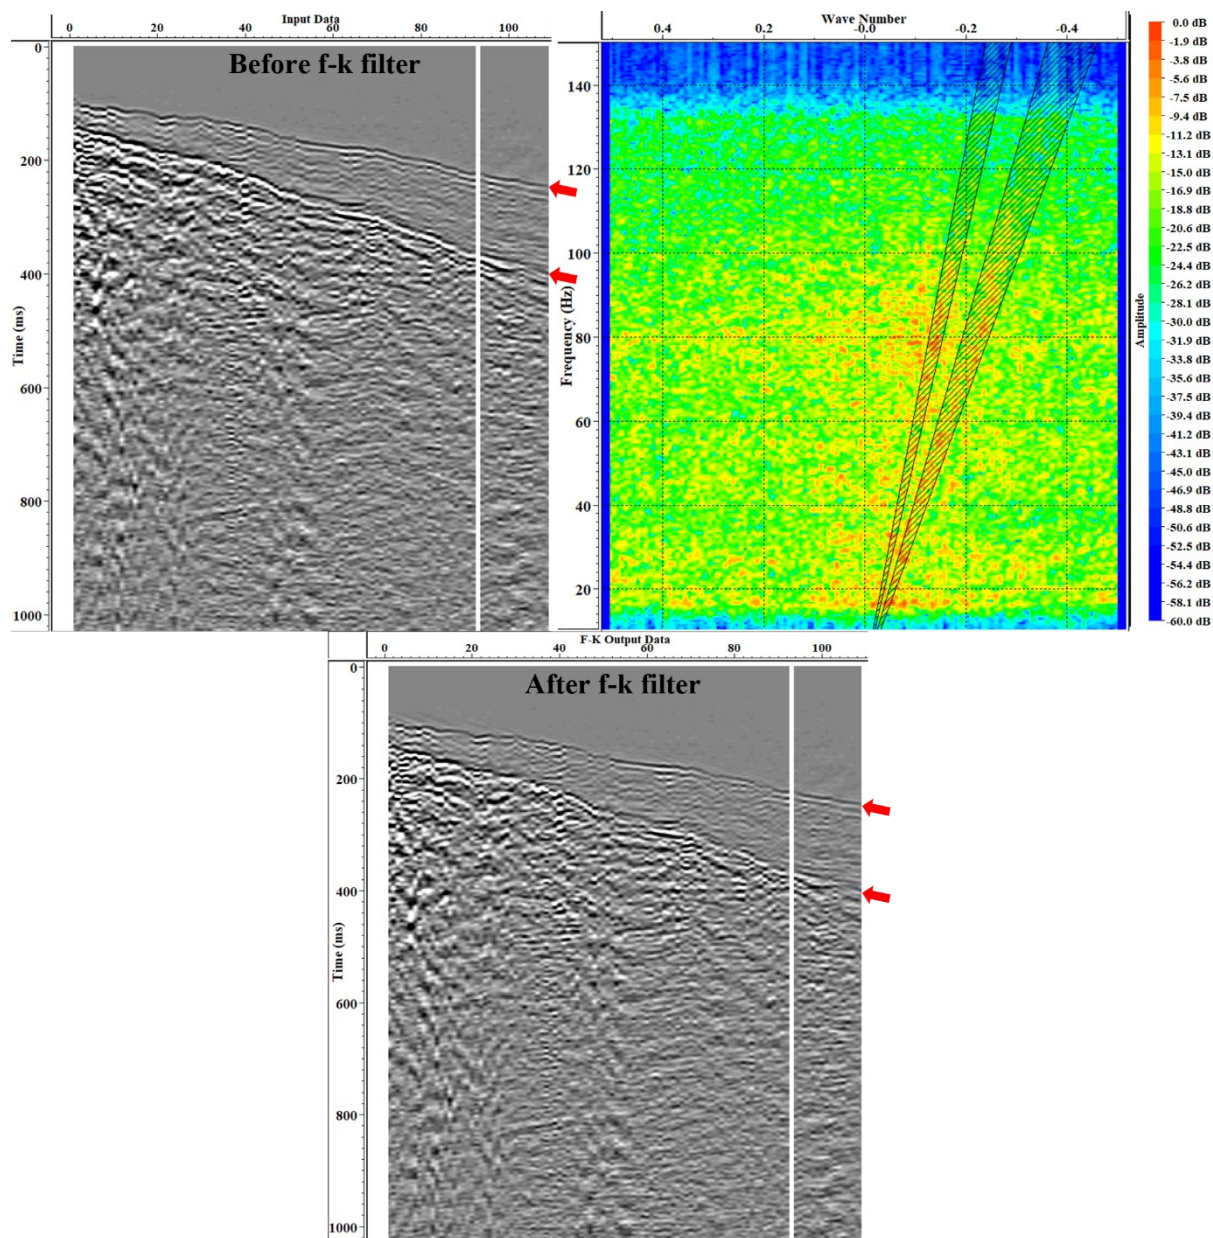 Input Data
0 20 40 60 80 100
Before f-k filter
0
200
400
600
800
1000
Time (ms)
Wave Number
0.4 0.2 -0.0 -0.2 -0.4
140
120
100
80
60
40
20
Frequency (Hz)
Amplitude
0.0 dB
-1.9 dB
-3.8 dB
-5.6 dB
-7.5 dB
-9.4 dB
-11.2 dB
-13.1 dB
-15.0 dB
-16.9 dB
-18.8 dB
-20.6 dB
-22.5 dB
-24.4 dB
-26.2 dB
-28.1 dB
-30.0 dB
-31.9 dB
-33.8 dB
-35.6 dB
-37.5 dB
-39.4 dB
-41.2 dB
-43.1 dB
-45.0 dB
-46.9 dB
-48.8 dB
-50.6 dB
-52.5 dB
-54.4 dB
-56.2 dB
-58.1 dB
-60.0 dB
F-K Output Data
0 20 40 60 80 100
After f-k filter
0
200
400
600
800
1000
Time (ms)